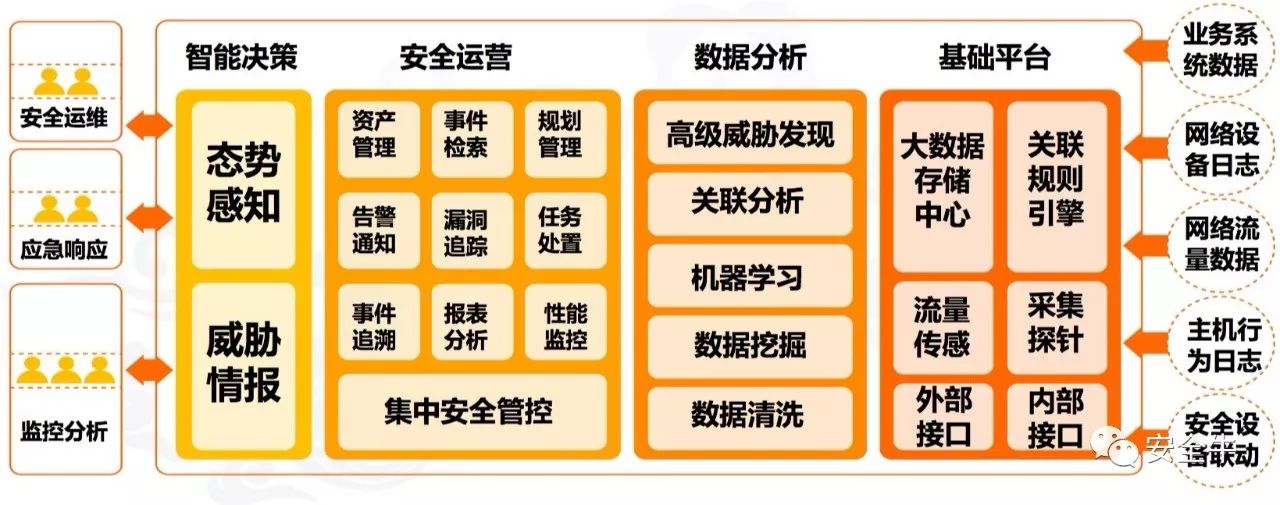 智能决策
安全运营
数据分析
基础平台
安全运维
应急响应
监控分析
态势
感知
威胁
情报
资产
管理
事件
检索
规划
管理
告警
通知
漏洞
追踪
任务
处置
事件
追溯
报表
分析
性能
监控
集中安全管控
高级威胁发现
关联分析
机器学习
数据挖掘
数据清洗
大数据
存储
中心
关联
规则
引擎
流量
传感
采集
探针
外部
接口
内部
接口
业务系
统数据
网络设
备日志
网络流
量数据
主机行
为日志
安全设
备联动
安全牛